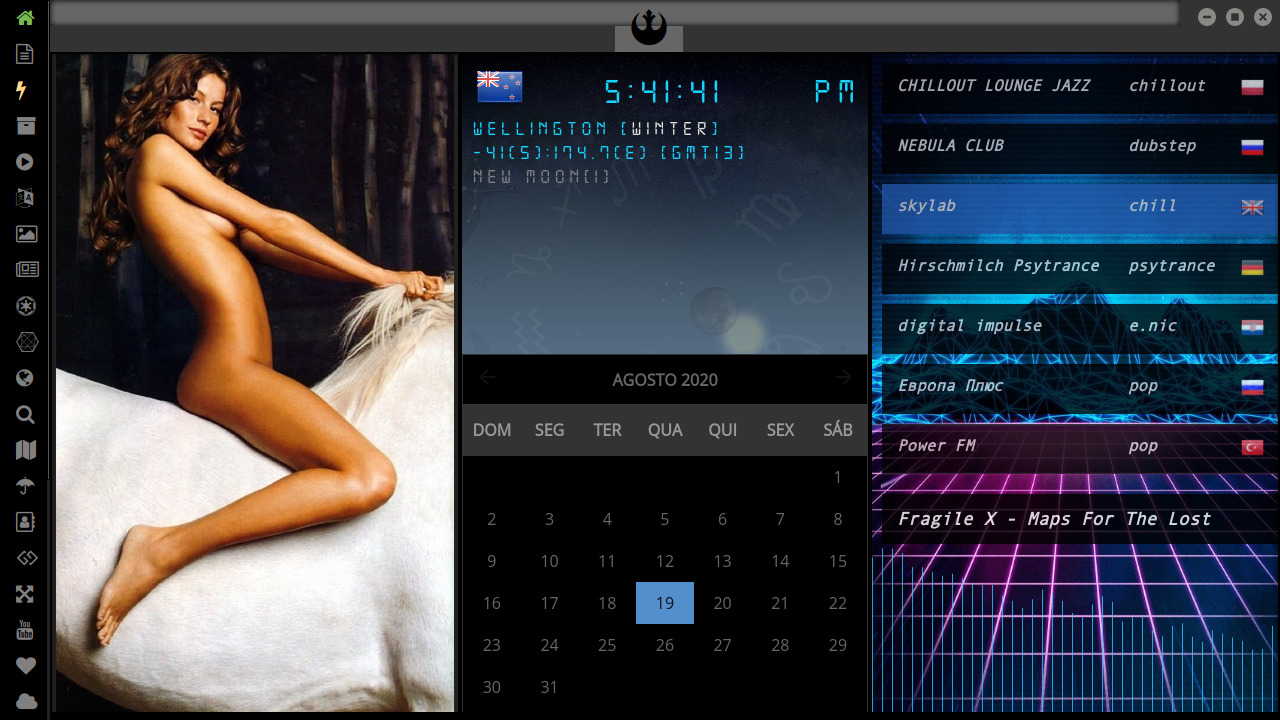 5:41:41 PM
WELLINGTON (WINTER)
-41(S):174.7(E) (GMT13)
NEW MOON(1)
AGOSTO 2020
DOM SEG TER QUA QUI SEX SÁB
1
2 3 4 5 6 7 8
9 10 11 12 13 14 15
16 17 18 19 20 21 22
23 24 25 26 27 28 29
30 31
CHILLOUT LOUNGE JAZZ chillout
NEBULA CLUB dubstep
skylab chill
Hirschmilch Psytrance psytrance
digital impulse e.nic
Европа Плюс pop
Power FM pop
Fragile X - Maps For The Lost
You
Tube